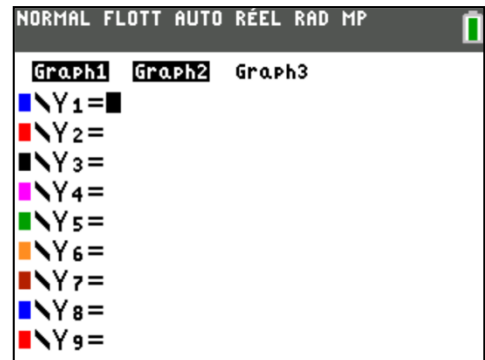 NORMAL FLOTT AUTO RÉEL RAD MP
Graph1 Graph2 Graph3
\Y1=
\Y2=
\Y3=
\Y4=
\Y5=
\Y6=
\Y7=
\Y8=
\Y9=